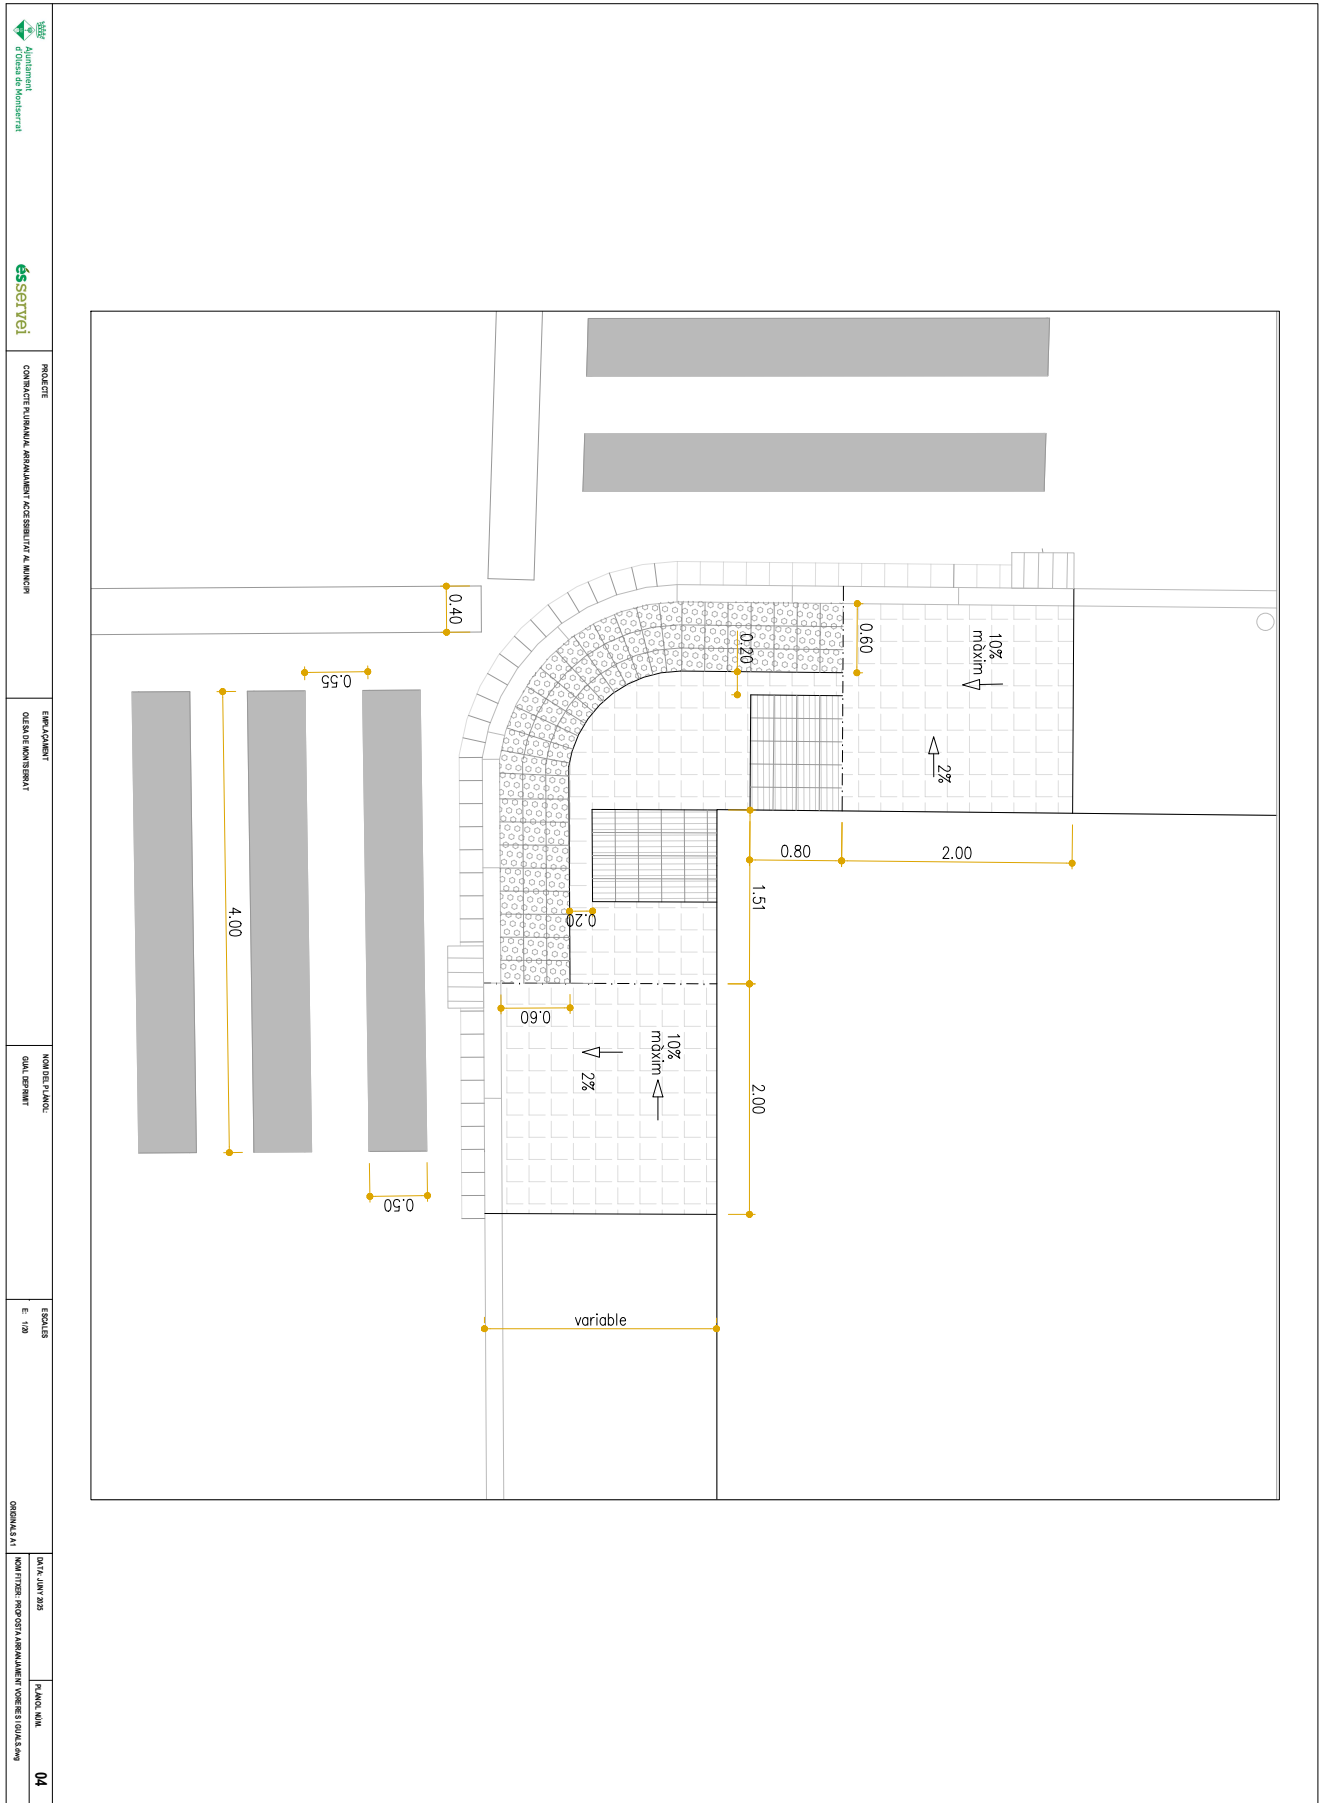 Ajuntament
d'Olesa de Montserrat
ésservei
PROJECTE
CONTRACTE PLURIANUAL ARRANJAMENT ACCESSIBILITAT AL MUNICIPI
EMPLAÇAMENT
OLESA DE MONTSERRAT
NOM DEL PLÀNOL:
GUAL DEPRIMIT
ESCALES
E: 1/20
ORIGINALS A1
DATA: JUNY 2025
PLÀNOL NÚM.
04
NOM FITXER: PROPOSTA ARRANJAMENT VORERES I GUALS.dwg
10%
màxim
2%
0.60
0.20
0.40
0.55
0.80
2.00
1.51
4.00
0.20
0.60
10%
màxim
2%
2.00
0.50
variable